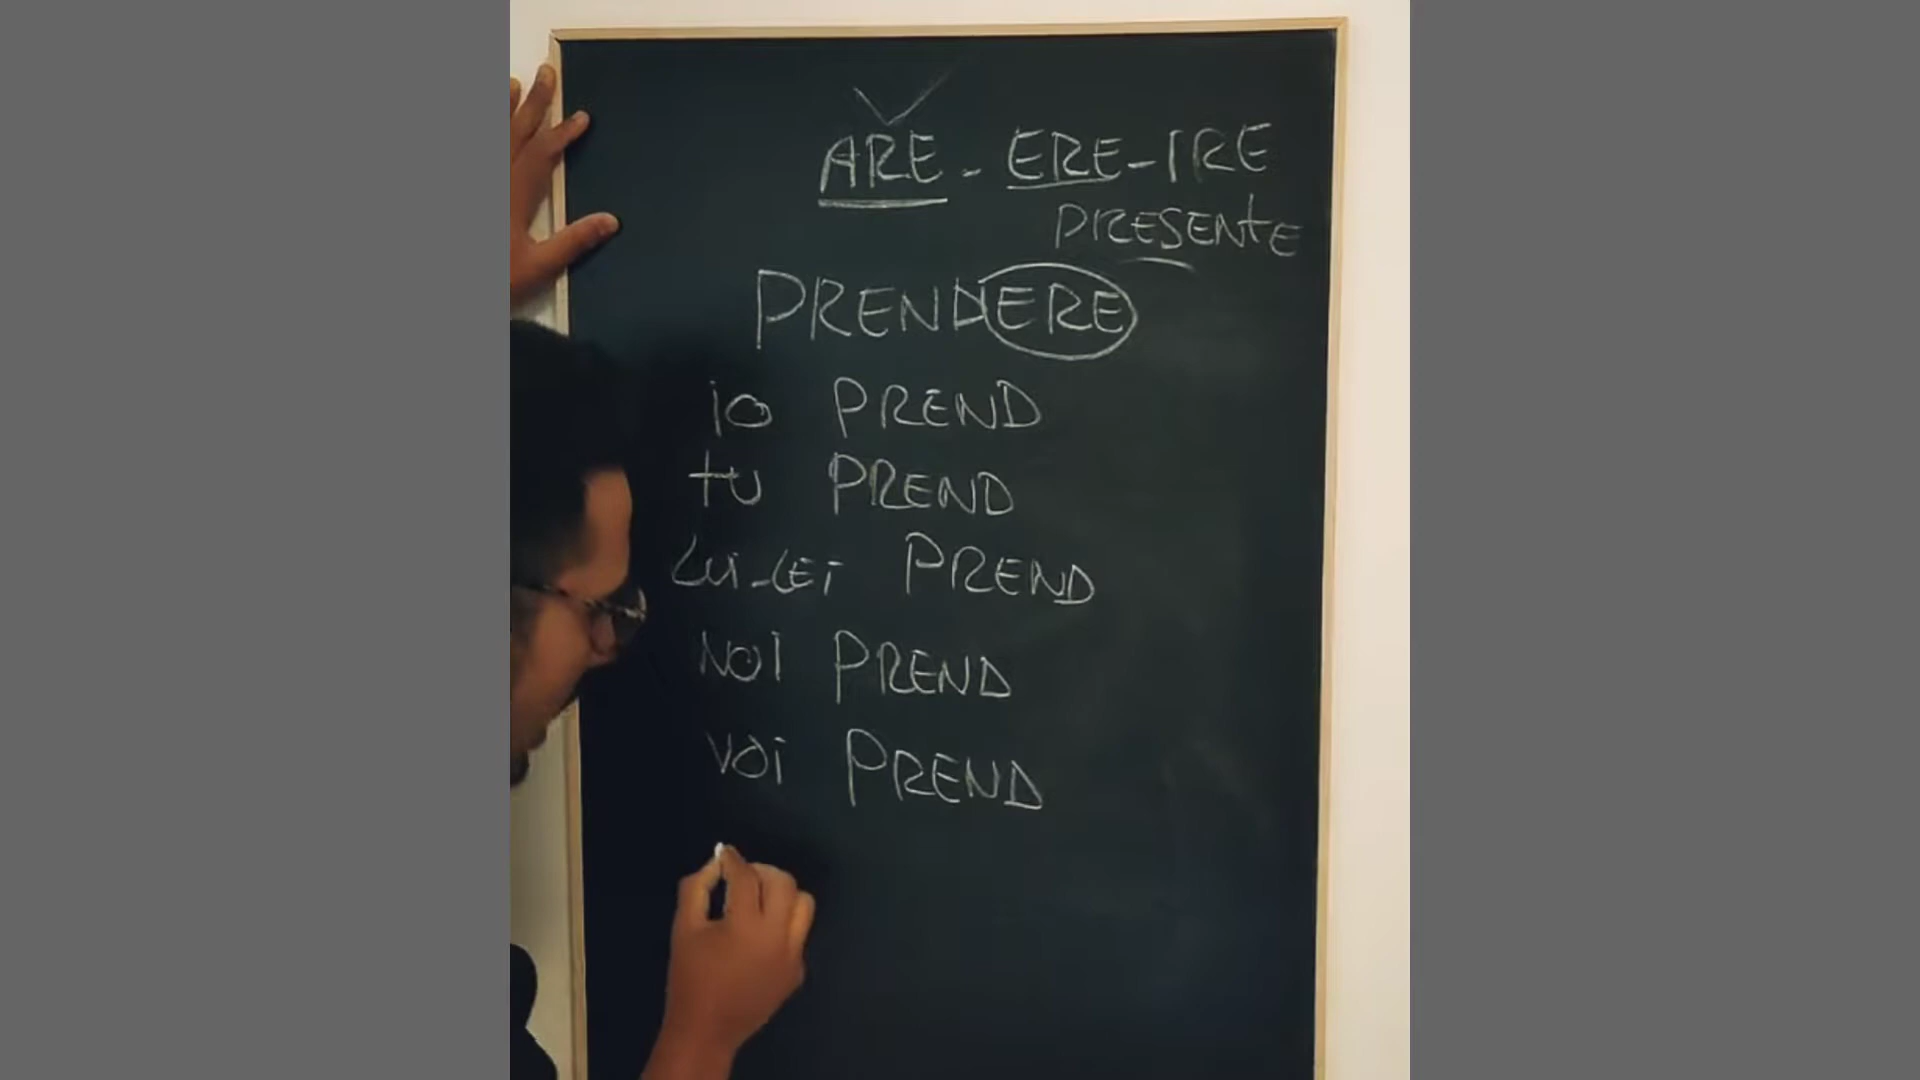 ARE - ERE - IRE
PRESENTE
PRENDERE
io PREND
tu PREND
Lui-LEi PREND
NOI PREND
VOi PREND